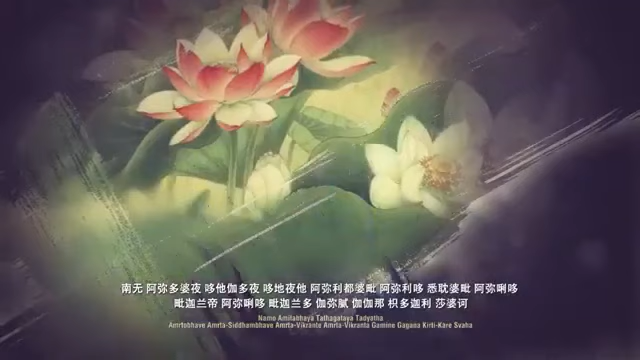 南无 阿弥多婆夜 哆他伽多夜 哆地夜他 阿弥利都婆毗 阿弥利哆 悉耽婆毗 阿弥唎哆
毗迦兰帝 阿弥唎哆 毗迦兰多 伽弥腻 伽伽那 枳多迦利 莎婆诃
Namo Amitabhaya Tathagataya Tadyatha
Amrtobhave Amrta-Siddhambhave Amrta-Vikrante Amrta-Vikranta Gamine Gagana Kirti-Kare Svaha